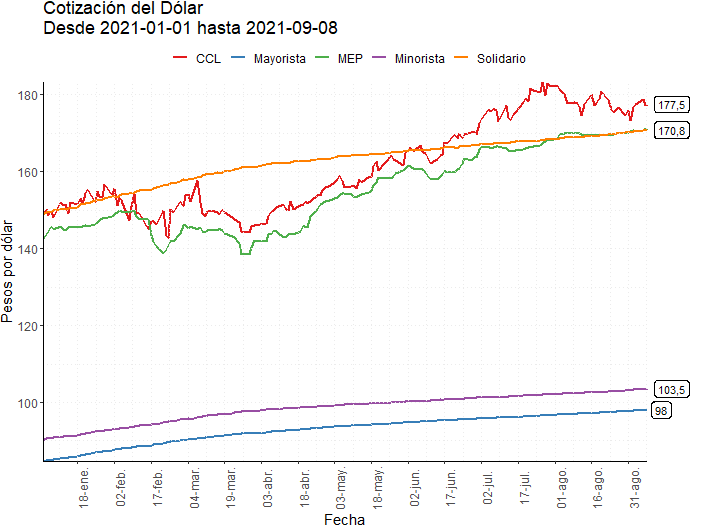 Cotización del Dólar
Desde 2021-01-01 hasta 2021-09-08
CCL Mayorista MEP Minorista Solidario
Pesos por dólar
180
160
140
120
100
177,5
170,8
103,5
98
18-ene.
02-feb.
17-feb.
04-mar.
19-mar.
03-abr.
18-abr.
03-may.
18-may.
02-jun.
17-jun.
02-jul.
17-jul.
01-ago.
16-ago.
31-ago.
Fecha